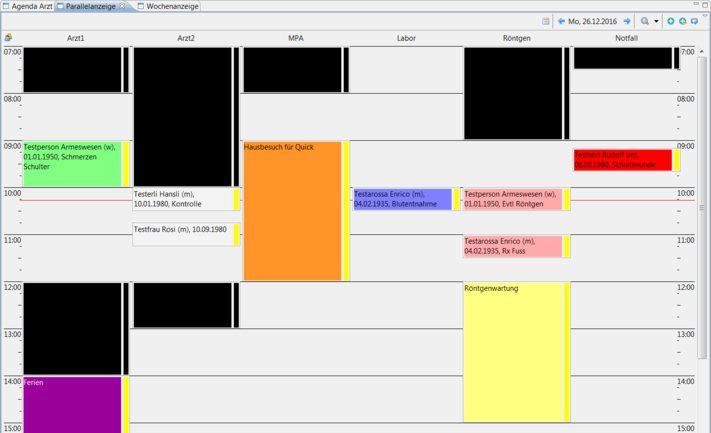 Agenda Arzt Parallelanzeige Wochenanzeige
Mo, 26.12.2016
Arzt1 Arzt2 MPA Labor Röntgen Notfall
07:00 7:00
08:00 08:00
09:00 09:00
Testperson Armeswesen (w),
01.01.1950, Schmerzen
Schulter
Hausbesuch für Quick
Testherr Rudolf (m),
08.09.1980, Schnittwunde
10:00 10:00
Testerli Hansli (m),
10.01.1980, Kontrolle
Testarossa Enrico (m),
04.02.1935, Blutentnahme
Testperson Armeswesen (w),
01.01.1950, Evtl Röntgen
Testfrau Rosi (m), 10.09.1980
11:00 11:00
Testarossa Enrico (m),
04.02.1935, Rx Fuss
12:00 12:00
Röntgenwartung
13:00 13:00
14:00 14:00
Ferien
15:00 15:00